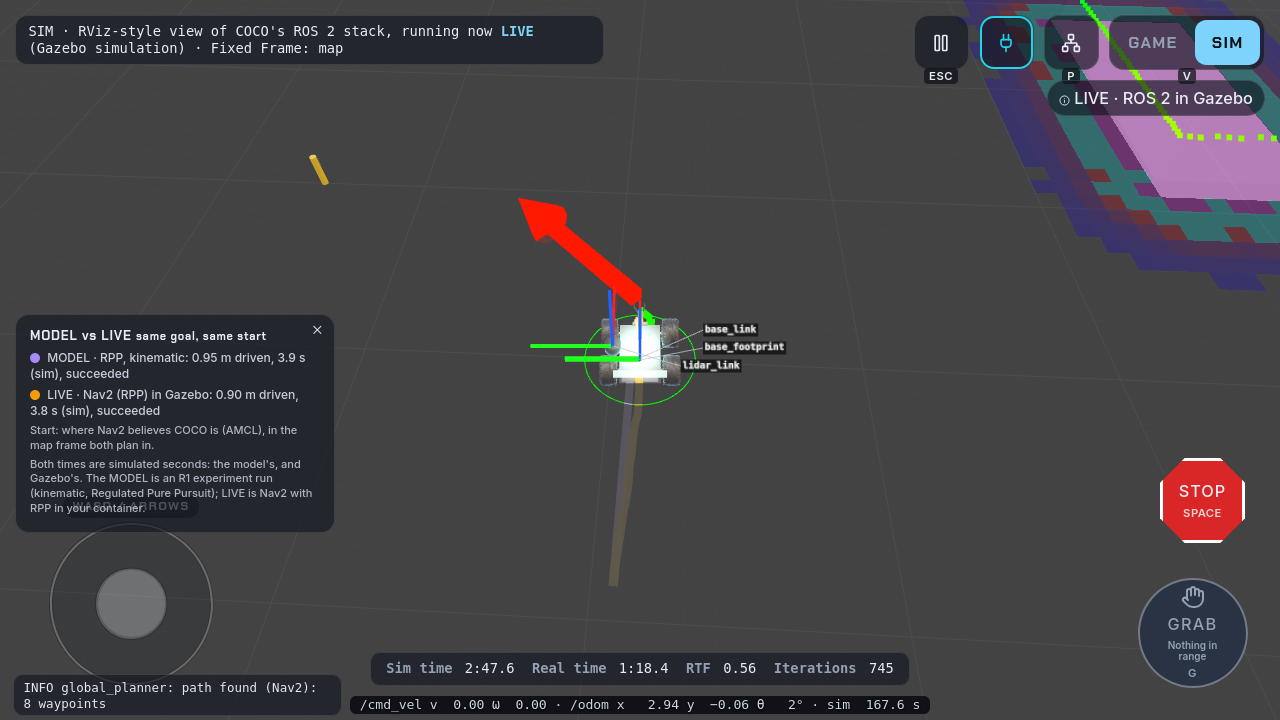 SIM · RViz-style view of COCO's ROS 2 stack, running now LIVE
(Gazebo simulation) · Fixed Frame: map
ESC
P
GAME
SIM
V
LIVE · ROS 2 in Gazebo
base_link
base_footprint
lidar_link
MODEL vs LIVE same goal, same start
MODEL · RPP, kinematic: 0.95 m driven, 3.9 s
(sim), succeeded
LIVE · Nav2 (RPP) in Gazebo: 0.90 m driven,
3.8 s (sim), succeeded
Start: where Nav2 believes COCO is (AMCL), in the
map frame both plan in.
Both times are simulated seconds: the model's, and
Gazebo's. The MODEL is an R1 experiment run
(kinematic, Regulated Pure Pursuit); LIVE is Nav2 with
RPP in your container.
STOP
SPACE
GRAB
Nothing in
range
G
Sim time 2:47.6 Real time 1:18.4 RTF 0.56 Iterations 745
INFO global_planner: path found (Nav2):
8 waypoints
/cmd_vel v 0.00 ω 0.00 · /odom x 2.94 y −0.06 θ 2° · sim 167.6 s